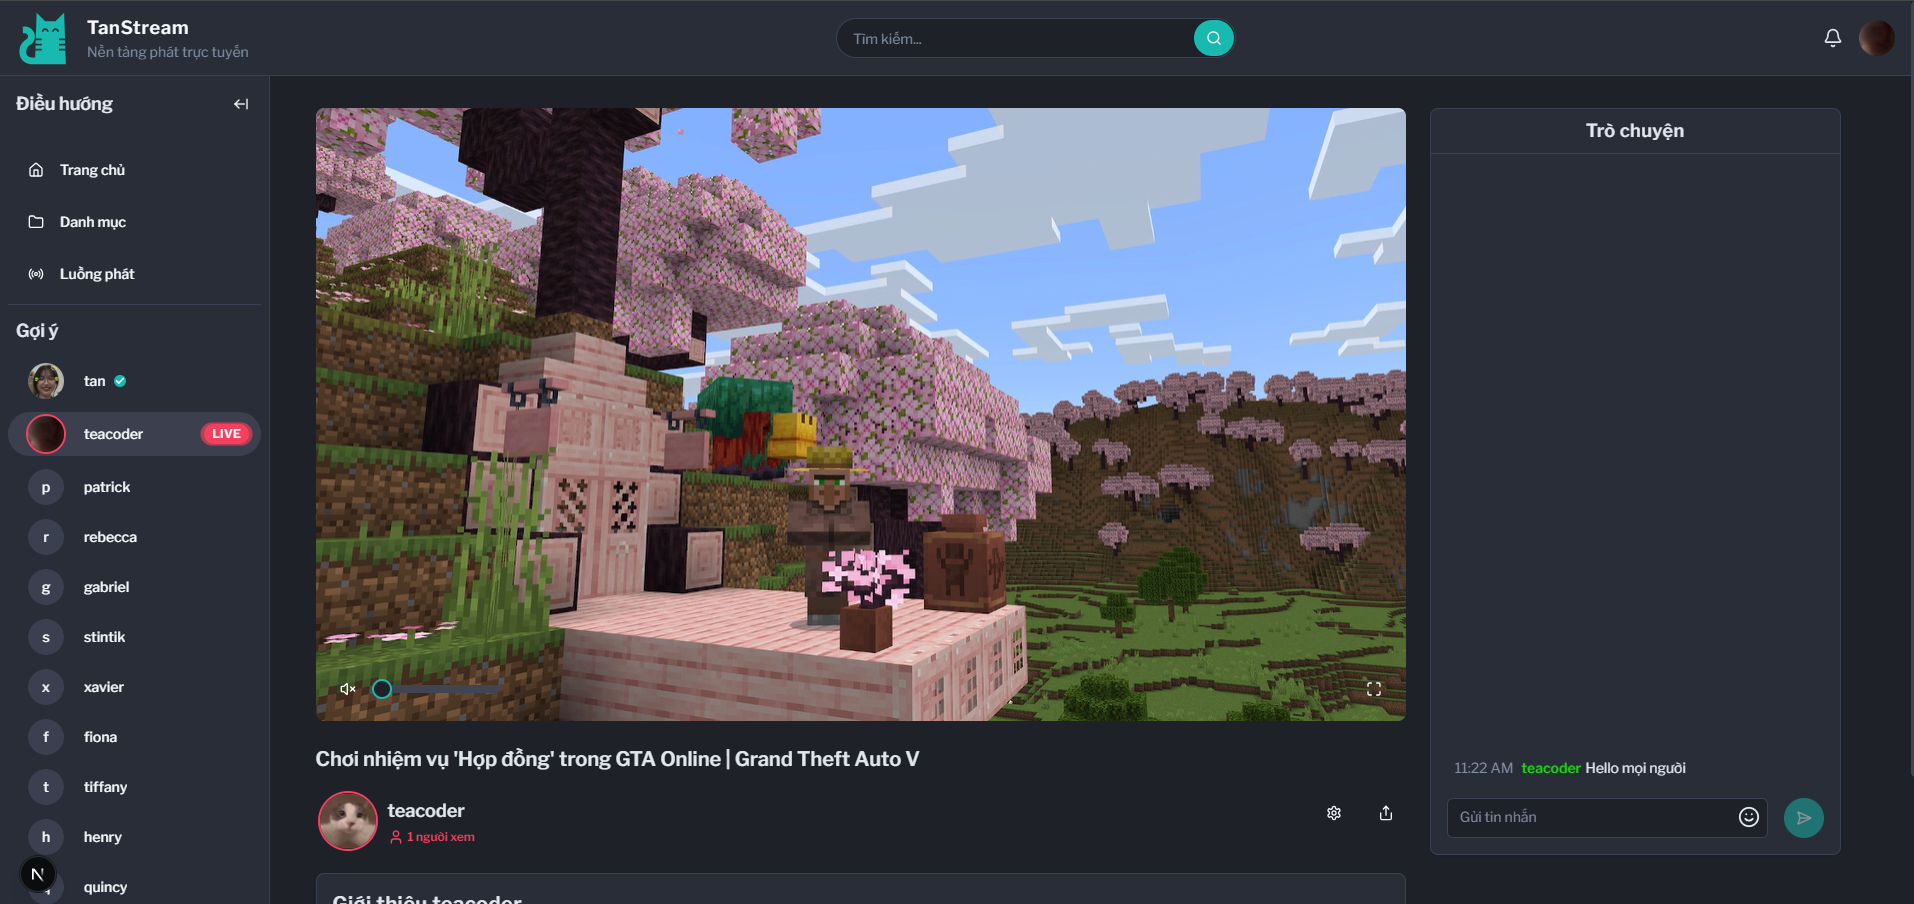 TanStream
Nền tảng phát trực tuyến
Tìm kiếm...
Điều hướng
Trang chủ
Danh mục
Luồng phát
Gợi ý
tan
teacoder LIVE
p patrick
r rebecca
g gabriel
s stintik
x xavier
f fiona
t tiffany
h henry
N quincy
Chơi nhiệm vụ 'Hợp đồng' trong GTA Online | Grand Theft Auto V
teacoder
1 người xem
Giới thiệu teacoder
Trò chuyện
11:22 AM teacoder Hello mọi người
Gửi tin nhắn